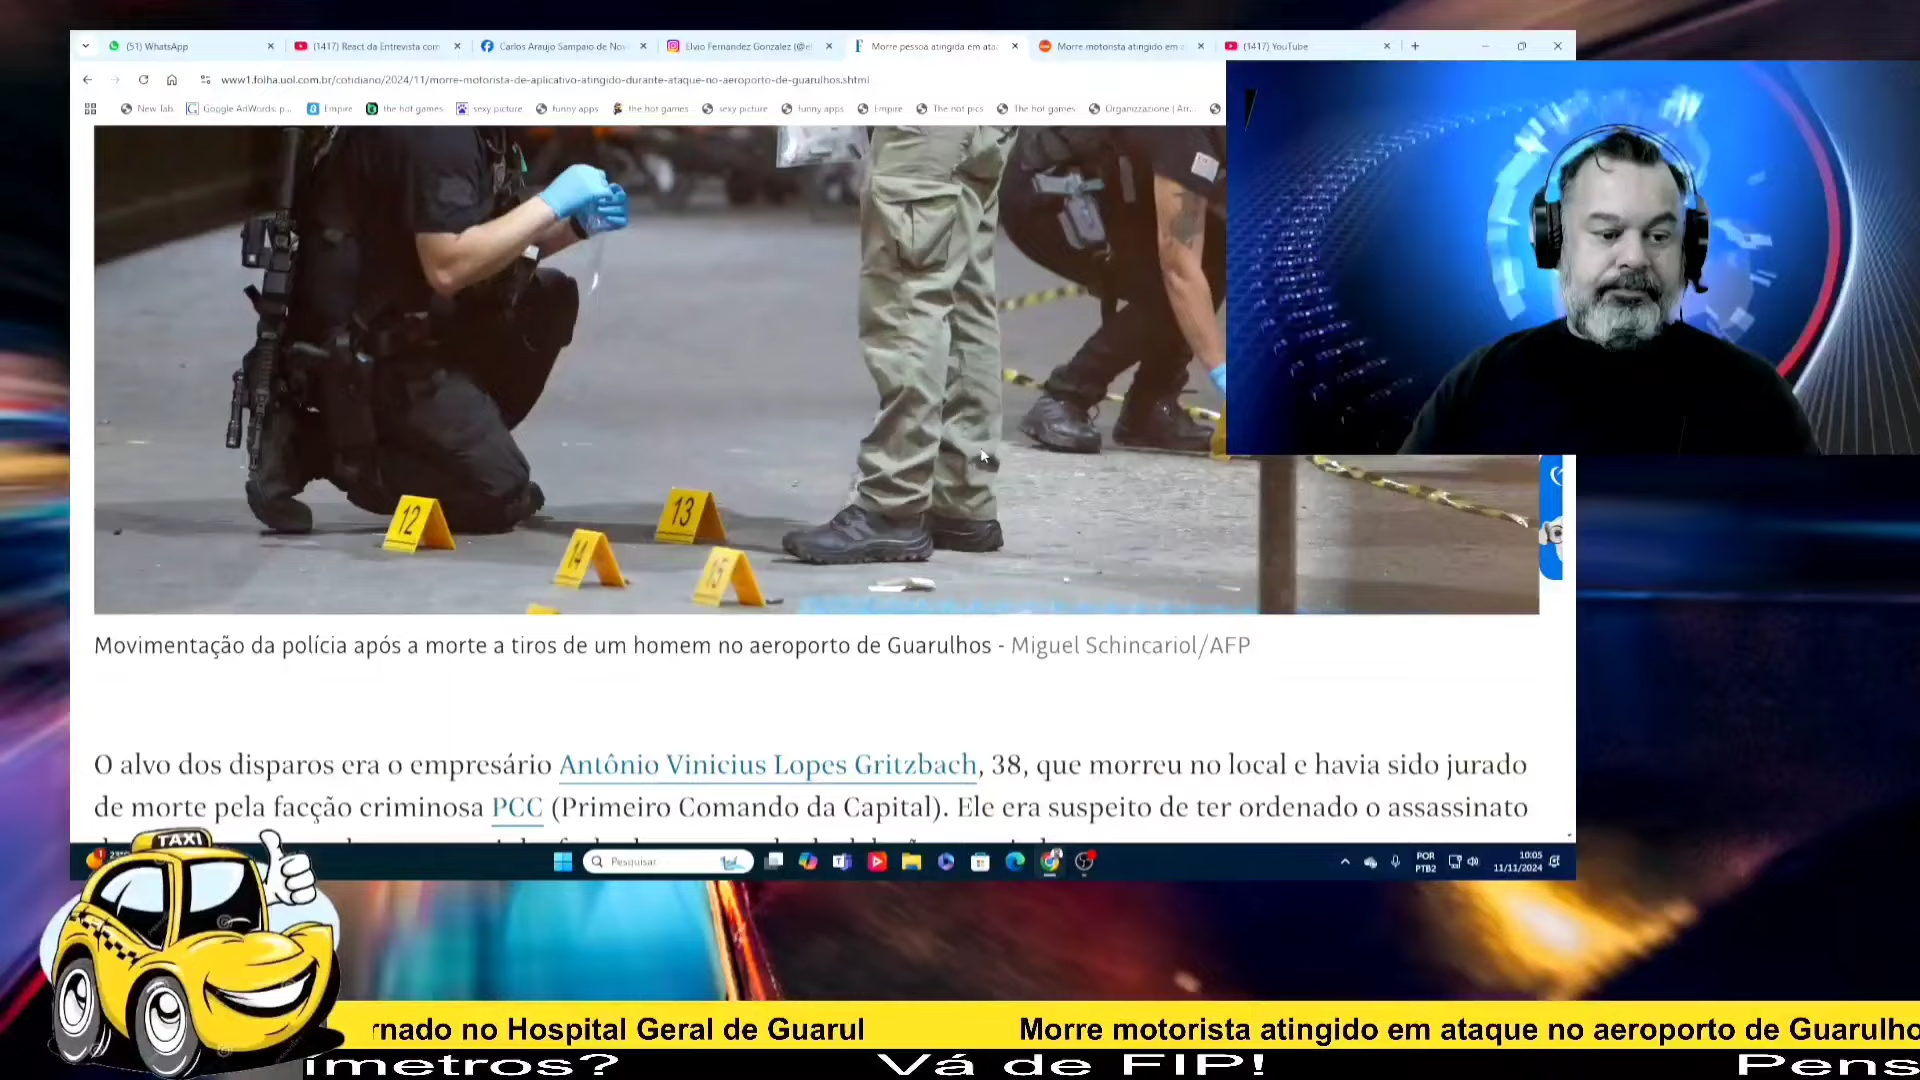 (51) WhatsApp
(1417) React da Entrevista com
Carlos Araujo Sampaio de Nov
Elvio Fernandez Gonzalez (@el
Morre pessoa atingida em ata
Morre motorista atingido em a
(1417) YouTube
www1.folha.uol.com.br/cotidiano/2024/11/morre-motorista-de-aplicativo-atingido-durante-ataque-no-aeroporto-de-guarulhos.shtml
New Tab
Google AdWords: p...
Empire
the hot games
sexy picture
funny apps
the hot games
sexy picture
funny apps
Empire
The hot pics
The hot games
Organizzazione | Arr...
12
13
14
15
Movimentação da polícia após a morte a tiros de um homem no aeroporto de Guarulhos - Miguel Schincariol/AFP
O alvo dos disparos era o empresário Antônio Vinicius Lopes Gritzbach, 38, que morreu no local e havia sido jurado
de morte pela facção criminosa PCC (Primeiro Comando da Capital). Ele era suspeito de ter ordenado o assassinato
Pesquisar
POR
PTB2
10:05
11/11/2024
TAXI
rnado no Hospital Geral de Guarul
Morre motorista atingido em ataque no aeroporto de Guarulho
ímetros?
Vá de FIP!
Pens